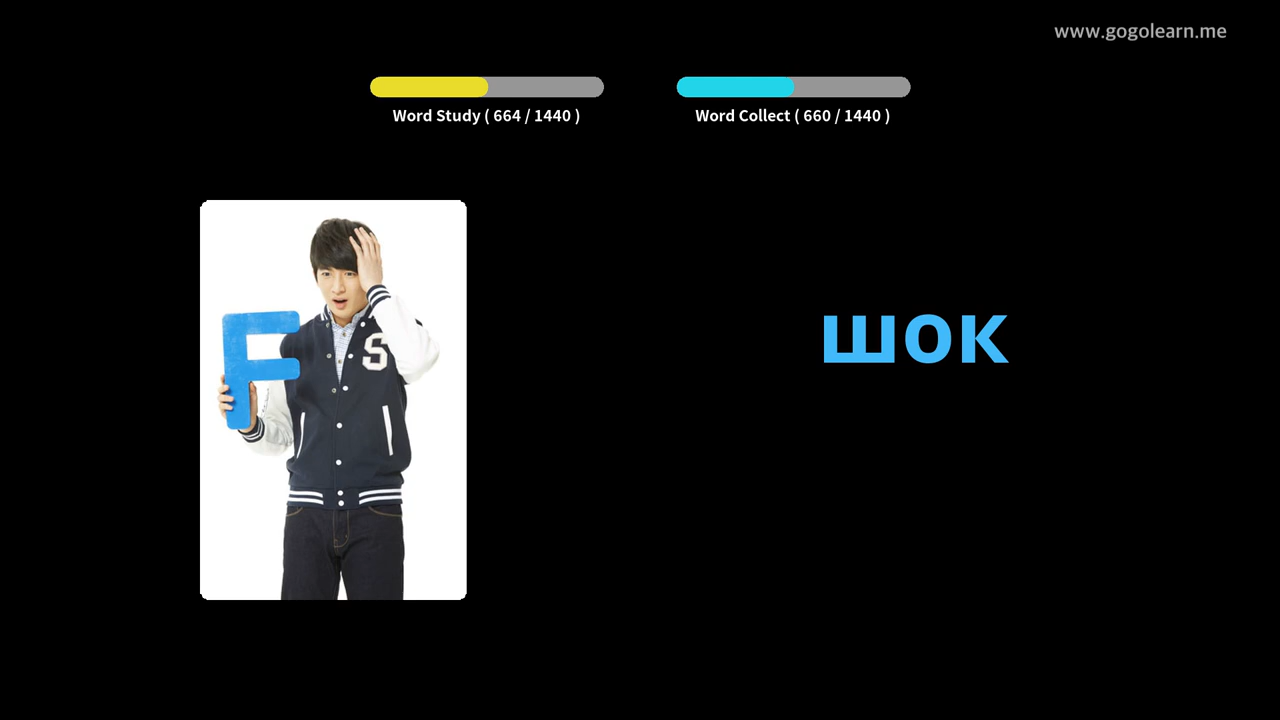 www.gogolearn.me
Word Study ( 664 / 1440 )
Word Collect ( 660 / 1440 )
F
S
шок